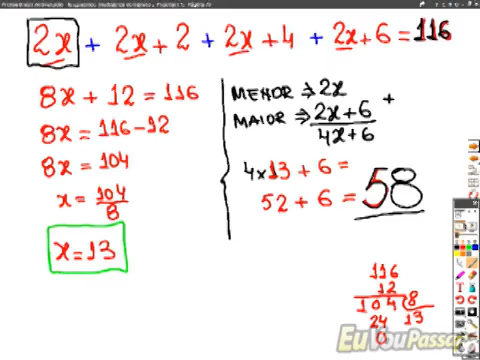 2x + 2x + 2 + 2x + 4 + 2x + 6 = 116
8x + 12 = 116
8x = 116 - 12
8x = 104
x = 104/8
x = 13
MENOR ⇒ 2x +
MAIOR ⇒ 2x + 6
4x + 6
4 x 13 + 6 =
52 + 6 = 58
116
12
104 8
24 13
0
EuVouPassar